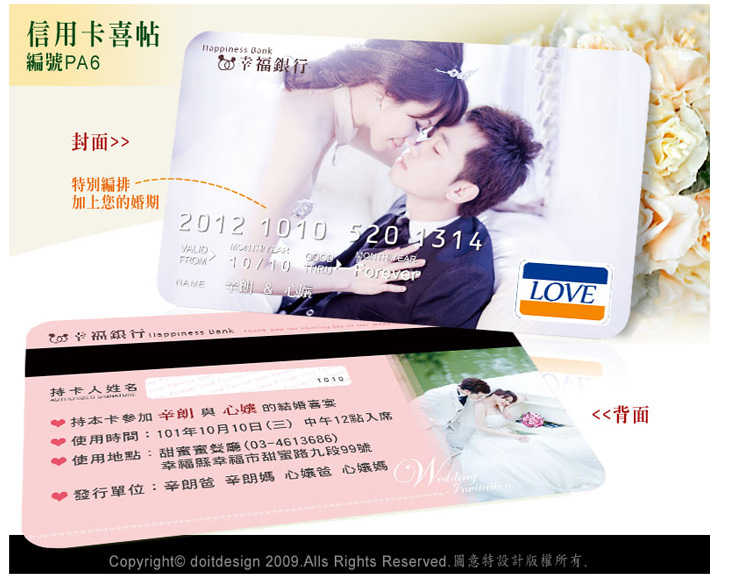 信用卡喜帖
編號PA6
封面>>
特別編排
加上您的婚期
Happiness Bank
幸福銀行
2012 1010 520 1314
VALID FROM MONTH/YEAR 10/10 GOOD THRU MONTH/YEAR Forever
NAME 辛朗 & 心孃
LOVE
幸福銀行 Happiness Bank
持卡人姓名
AUTHORIZED SIGNATURE
1010
持本卡參加 辛朗 與 心孃 的結婚喜宴
使用時間：101年10月10日(三) 中午12點入席
使用地點：甜蜜蜜餐廳(03-4613686)
幸福縣幸福市甜蜜路九段99號
發行單位：辛朗爸 辛朗媽 心孃爸 心孃媽
Wedding
Invitation
<<背面
Copyright© doitdesign 2009.Alls Rights Reserved.圖意特設計版權所有.